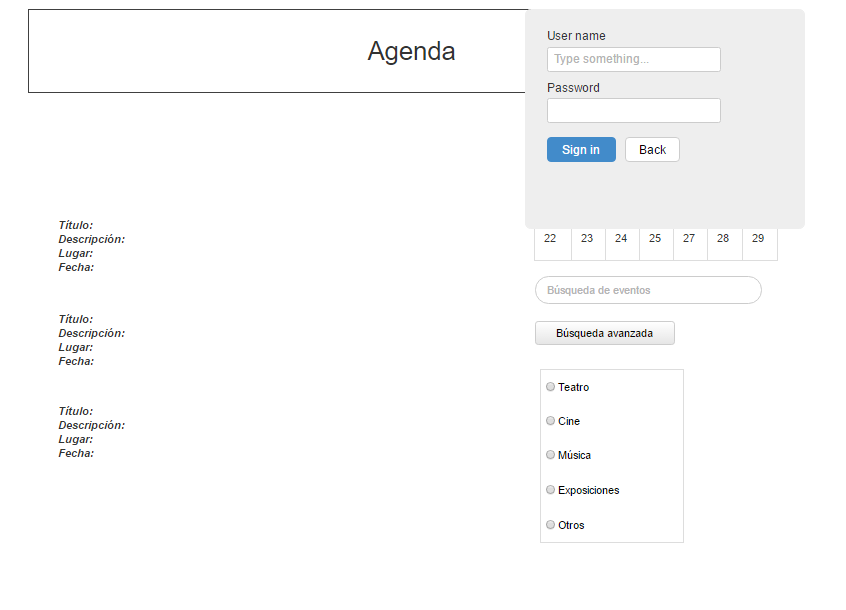 Agenda
User name
Type something...
Password
Sign in Back
Título:
Descripción:
Lugar:
Fecha:
Título:
Descripción:
Lugar:
Fecha:
Título:
Descripción:
Lugar:
Fecha:
22 23 24 25 27 28 29
Búsqueda de eventos
Búsqueda avanzada
Teatro
Cine
Música
Exposiciones
Otros